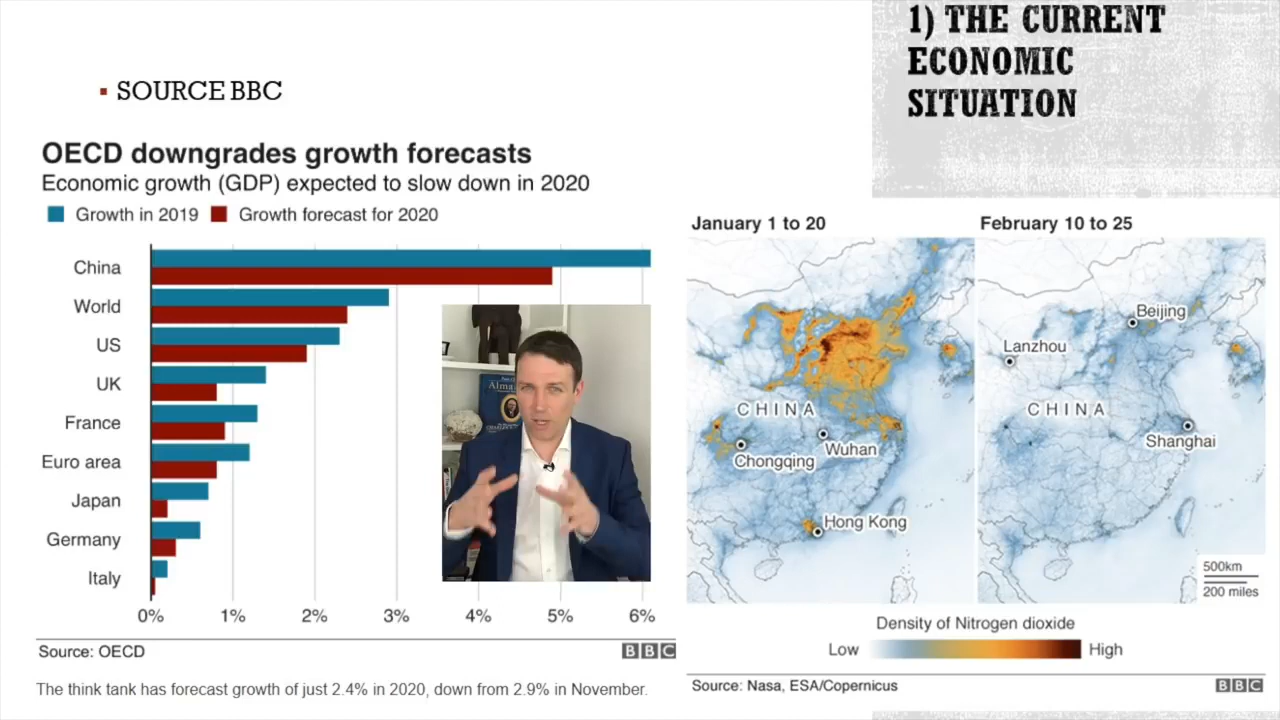 1) THE CURRENT
ECONOMIC
SITUATION
SOURCE BBC
OECD downgrades growth forecasts
Economic growth (GDP) expected to slow down in 2020
Growth in 2019 Growth forecast for 2020
China
World
US
UK
France
Euro area
Japan
Germany
Italy
0% 1% 2% 3% 4% 5% 6%
Source: OECD
BBC
The think tank has forecast growth of just 2.4% in 2020, down from 2.9% in November.
Alma
January 1 to 20
February 10 to 25
CHINA
Chongqing
Wuhan
Hong Kong
Beijing
Lanzhou
CHINA
Shanghai
500km
200 miles
Density of Nitrogen dioxide
Low High
Source: Nasa, ESA/Copernicus
BBC